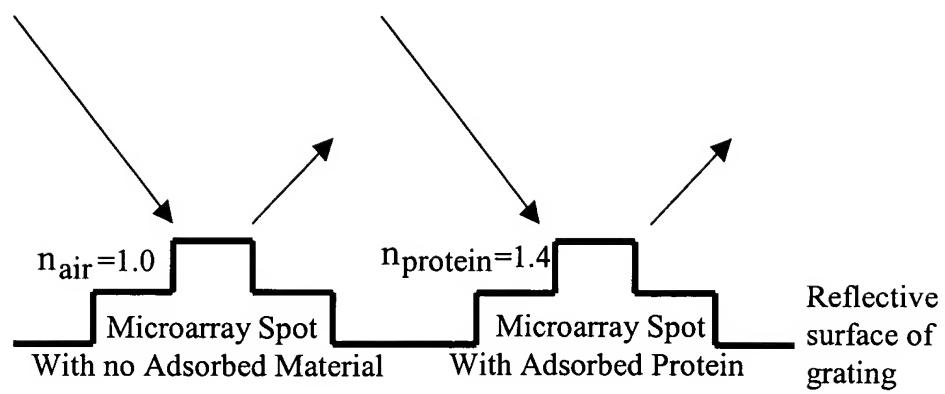 n_air=1.0
n_protein=1.4
Microarray Spot
With no Adsorbed Material
Microarray Spot
With Adsorbed Protein
Reflective
surface of
grating